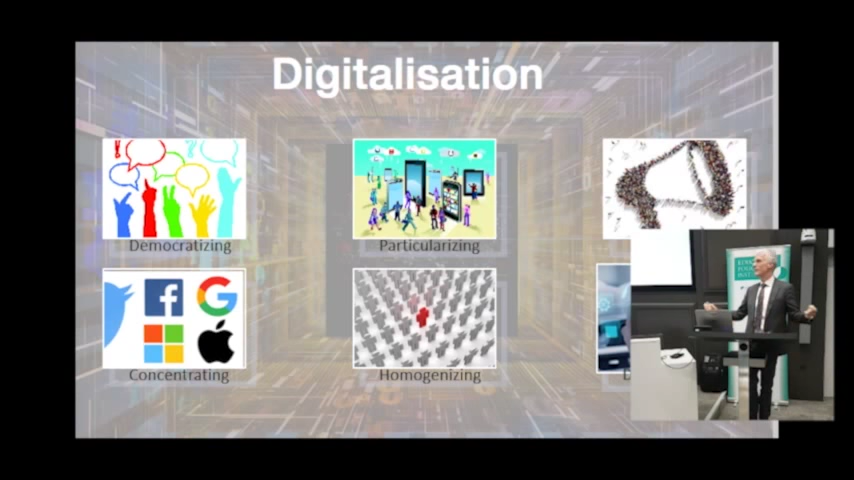 Digitalisation
Democratizing
Particularizing
Concentrating
Homogenizing